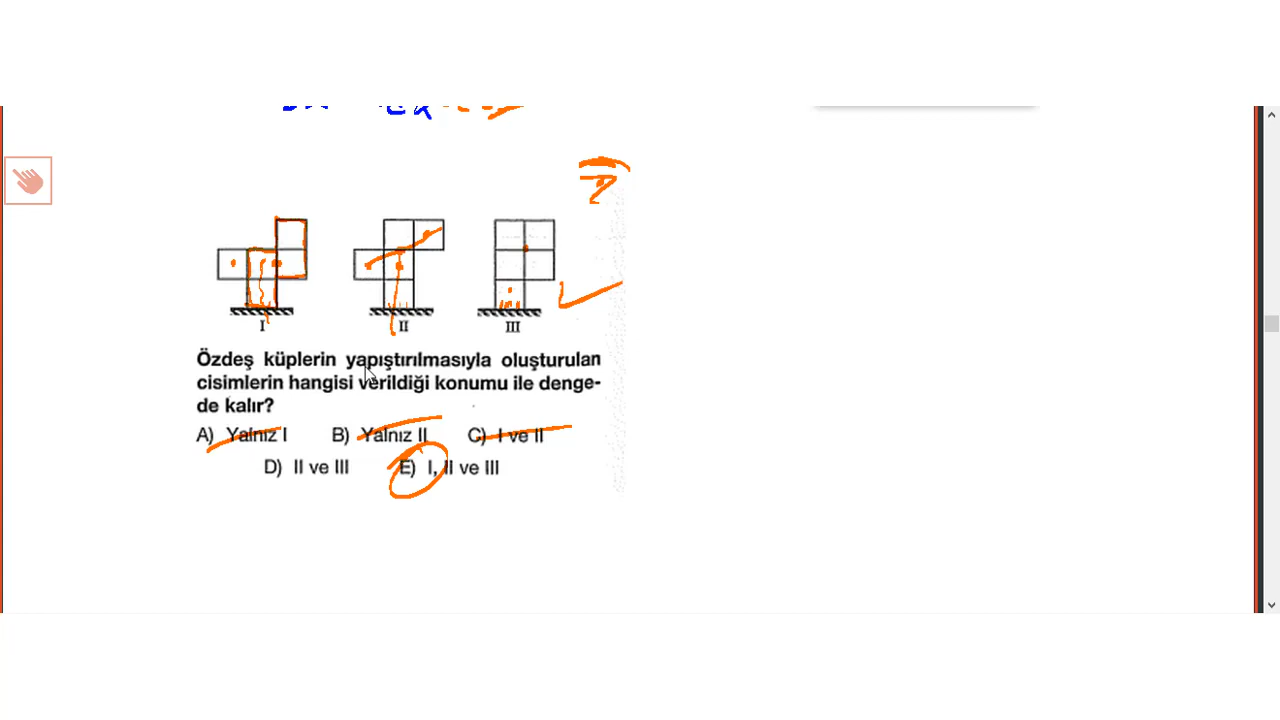 I II III
Özdeş küplerin yapıştırılmasıyla oluşturulan
cisimlerin hangisi verildiği konumu ile denge-
de kalır?
A) Yalnız I B) Yalnız II C) I ve II
D) II ve III E) I, II ve III